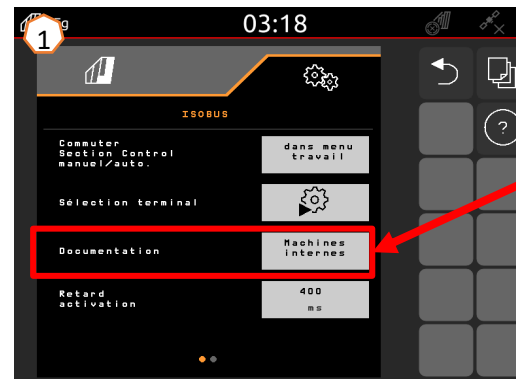 1
03:18
ISOBUS
Commuter
Section Control
manuel/auto.
dans menu
travail
Sélection terminal
Documentation
Machines
internes
Retard
activation
400
ms
?